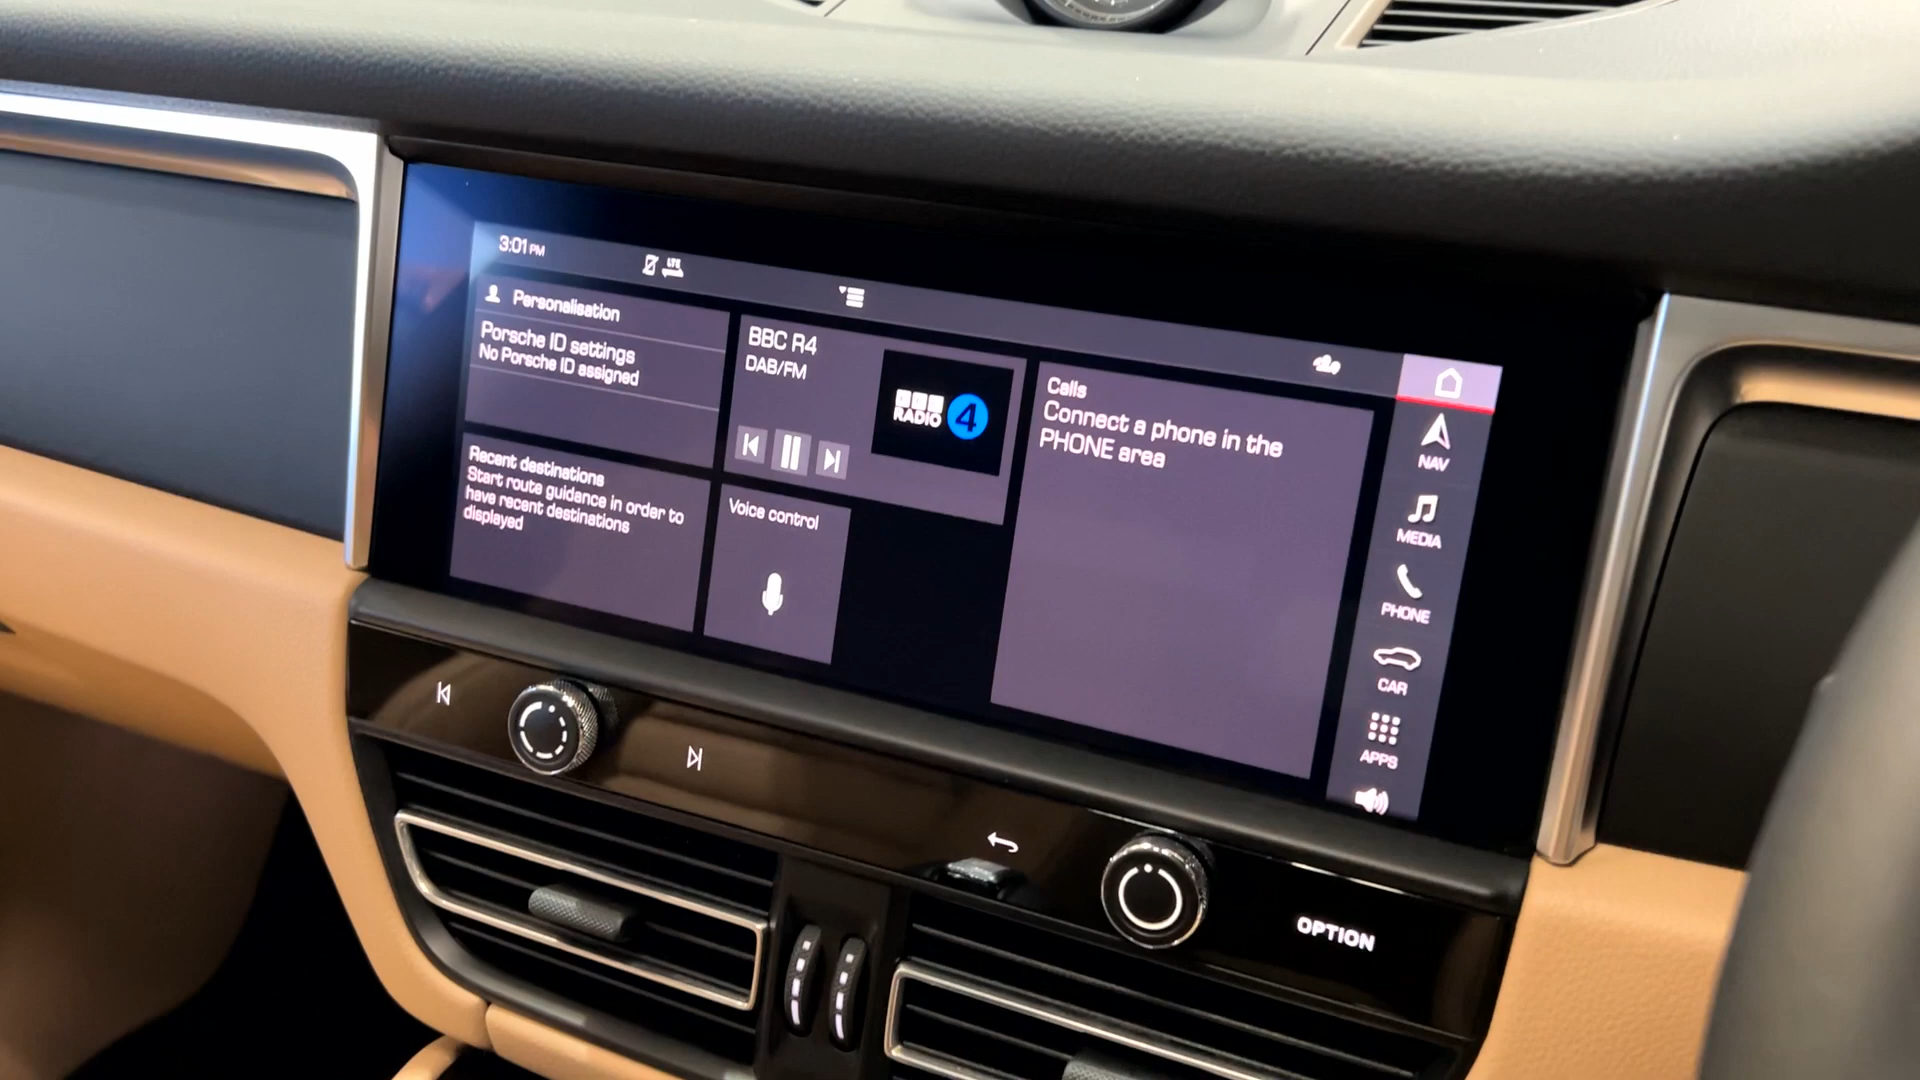 3:01 PM
LTE
Personalisation
Porsche ID settings
No Porsche ID assigned
Recent destinations
Start route guidance in order to
have recent destinations
displayed
BBC R4
DAB/FM
BBC
RADIO 4
Voice control
Calls
Connect a phone in the
PHONE area
NAV
MEDIA
PHONE
CAR
APPS
OPTION